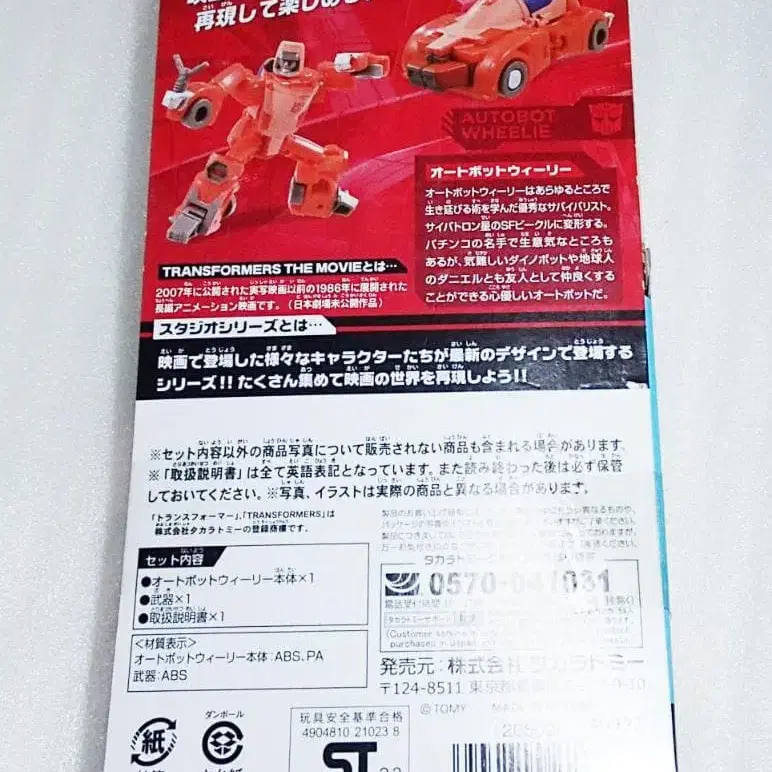 再現して楽しめ
AUTOBOT
WHEELIE
オートボットウィーリー
オートボットウィーリーはあらゆるところで
生き延びる術を学んだ優秀なサバイバリスト。
サイバトロン星のSFビークルに変形する。
パチンコの名手で生意気なところも
あるが、気難しいダイノボットや地球人
のダニエルとも友人として仲良くする
ことができる心優しいオートボットだ。
TRANSFORMERS THE MOVIEとは…
2007年に公開された実写映画以前の1986年に展開された
長編アニメーション映画です。（日本劇場未公開作品）
スタジオシリーズとは…
映画で登場した様々なキャラクターたちが最新のデザインで登場する
シリーズ!! たくさん集めて映画の世界を再現しよう!!
※セット内容以外の商品写真について販売されない商品も含まれる場合があります。
※「取扱説明書」は全て英語表記となっています。また読み終わった後は必ず保管
しておいてください。※写真、イラストは実際の商品と異なる場合があります。
「トランスフォーマー」、「TRANSFORMERS」は
株式会社タカラトミーの登録商標です。
セット内容
●オートボットウィーリー本体×1
●武器×1
●取扱説明書×1
<材質表示>
オートボットウィーリー本体：ABS、PA
武器：ABS
0570-041031
電話受付時間
(Customer
purchased in Japan
発売元：株式会社タカラトミー
〒124-8511 東京都
© TOMY MADE IN
紙
ダンボール
玩具安全基準合格
4904810 21023 8
ST